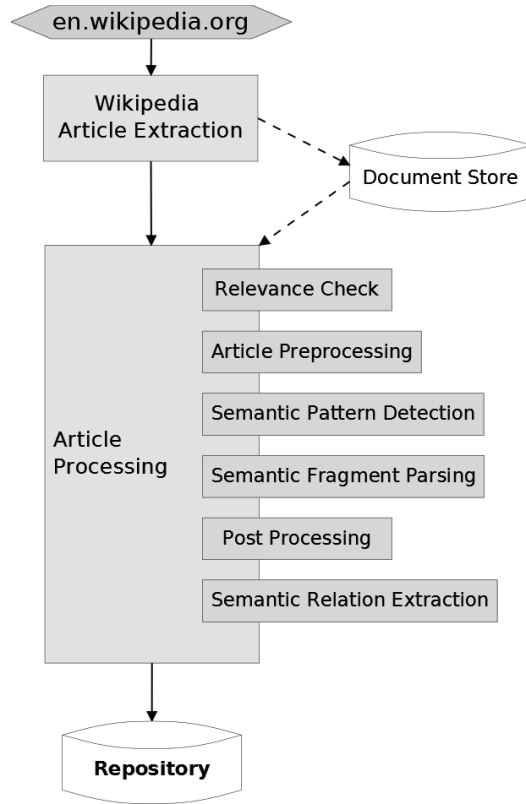 en.wikipedia.org
Wikipedia
Article Extraction
Document Store
Relevance Check
Article Preprocessing
Semantic Pattern Detection
Article
Processing
Semantic Fragment Parsing
Post Processing
Semantic Relation Extraction
Repository